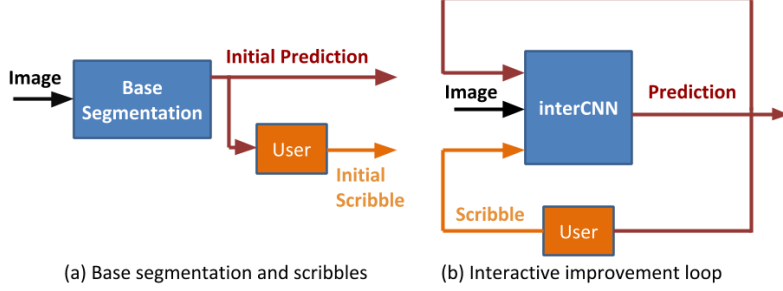 Image
Base
Segmentation
Initial Prediction
User
Initial
Scribble
(a) Base segmentation and scribbles
Image
interCNN
Prediction
Scribble
User
(b) Interactive improvement loop